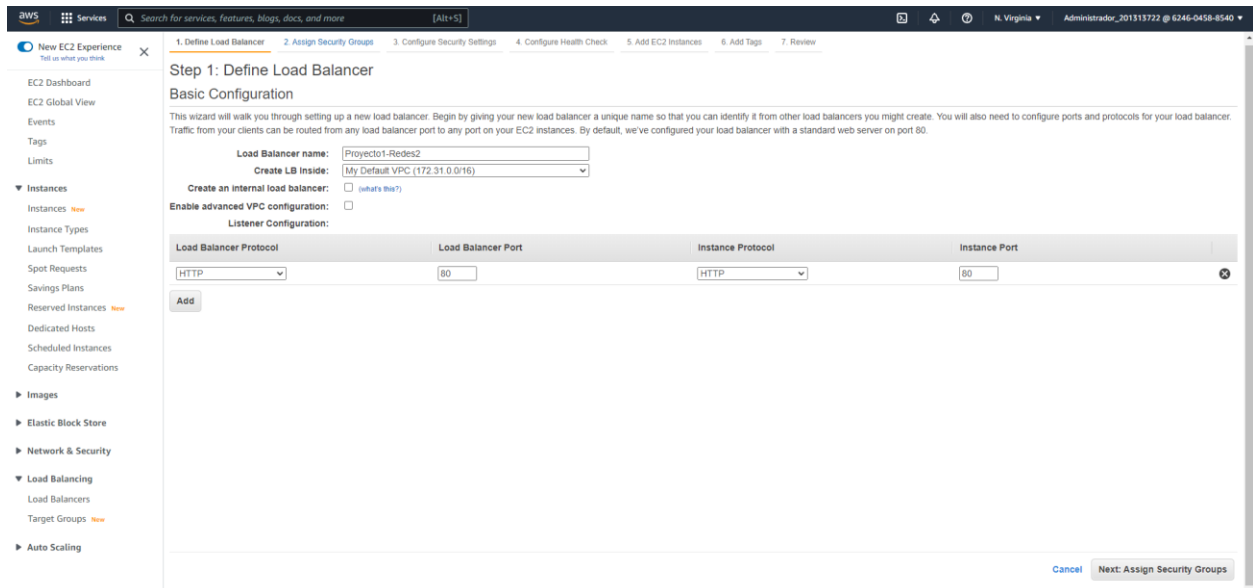 aws
Services
Search for services, features, blogs, docs, and more [Alt+S]
N. Virginia
Administrador_201313722 @ 6246-0458-8540
New EC2 Experience
Tell us what you think
EC2 Dashboard
EC2 Global View
Events
Tags
Limits
Instances
Instances New
Instance Types
Launch Templates
Spot Requests
Savings Plans
Reserved Instances New
Dedicated Hosts
Scheduled Instances
Capacity Reservations
Images
Elastic Block Store
Network & Security
Load Balancing
Load Balancers
Target Groups New
Auto Scaling
1. Define Load Balancer 2. Assign Security Groups 3. Configure Security Settings 4. Configure Health Check 5. Add EC2 Instances 6. Add Tags 7. Review
Step 1: Define Load Balancer
Basic Configuration
This wizard will walk you through setting up a new load balancer. Begin by giving your new load balancer a unique name so that you can identify it from other load balancers you might create. You will also need to configure ports and protocols for your load balancer.
Traffic from your clients can be routed from any load balancer port to any port on your EC2 instances. By default, we've configured your load balancer with a standard web server on port 80.
Load Balancer name: Proyecto1-Redes2
Create LB Inside: My Default VPC (172.31.0.0/16)
Create an internal load balancer: (what's this?)
Enable advanced VPC configuration:
Listener Configuration:
Load Balancer Protocol Load Balancer Port Instance Protocol Instance Port
HTTP 80 HTTP 80
Add
Cancel Next: Assign Security Groups